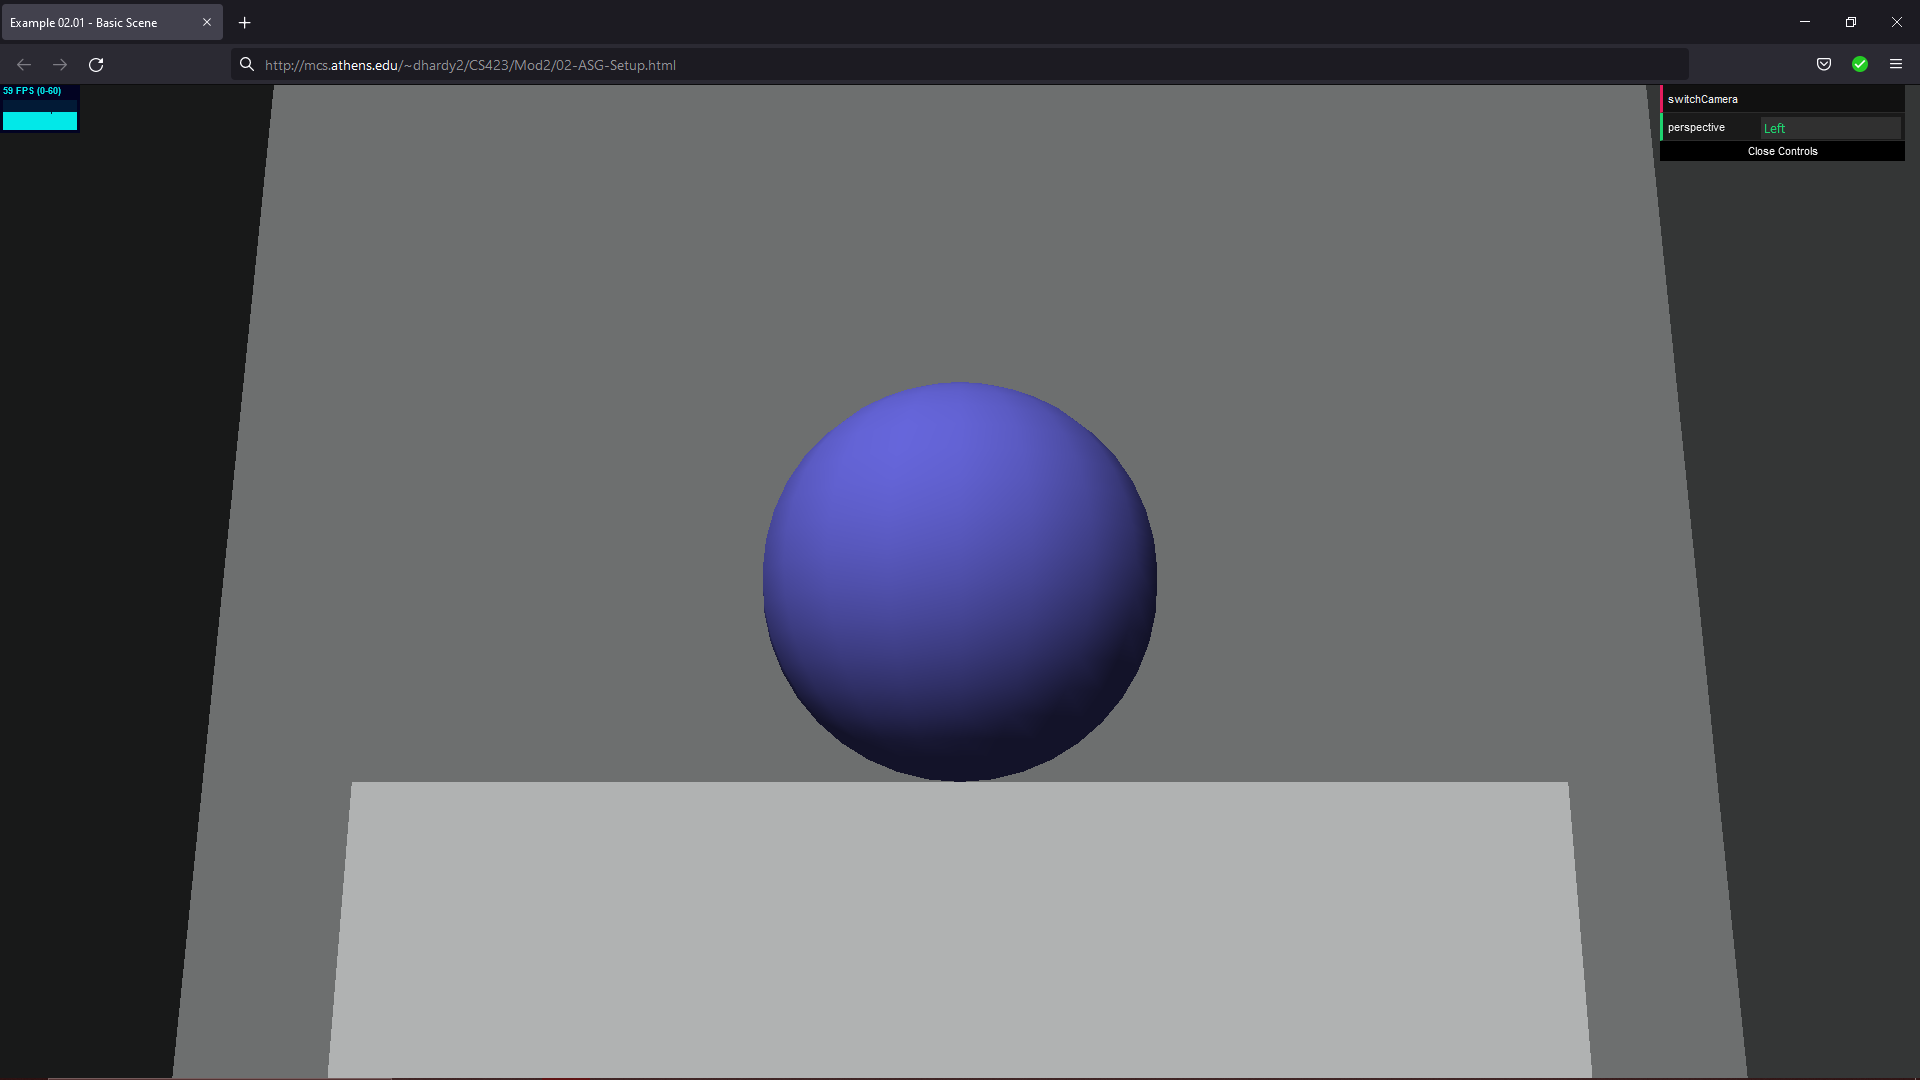 Example 02.01 - Basic Scene
http://mcs.athens.edu/~dhardy2/CS423/Mod2/02-ASG-Setup.html
59 FPS (0-60)
switchCamera
perspective Left
Close Controls